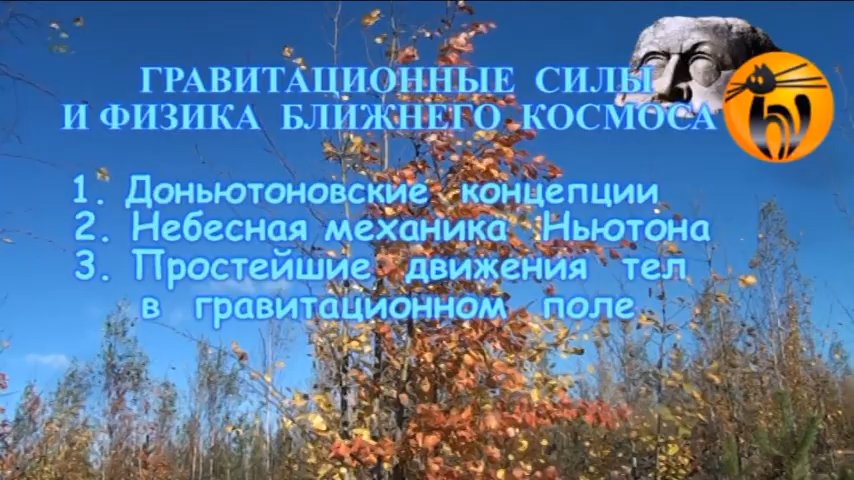 ГРАВИТАЦИОННЫЕ СИЛЫ
И ФИЗИКА БЛИЖНЕГО КОСМОСА
1. Доньютоновские концепции
2. Небесная механика Ньютона
3. Простейшие движения тел
в гравитационном поле